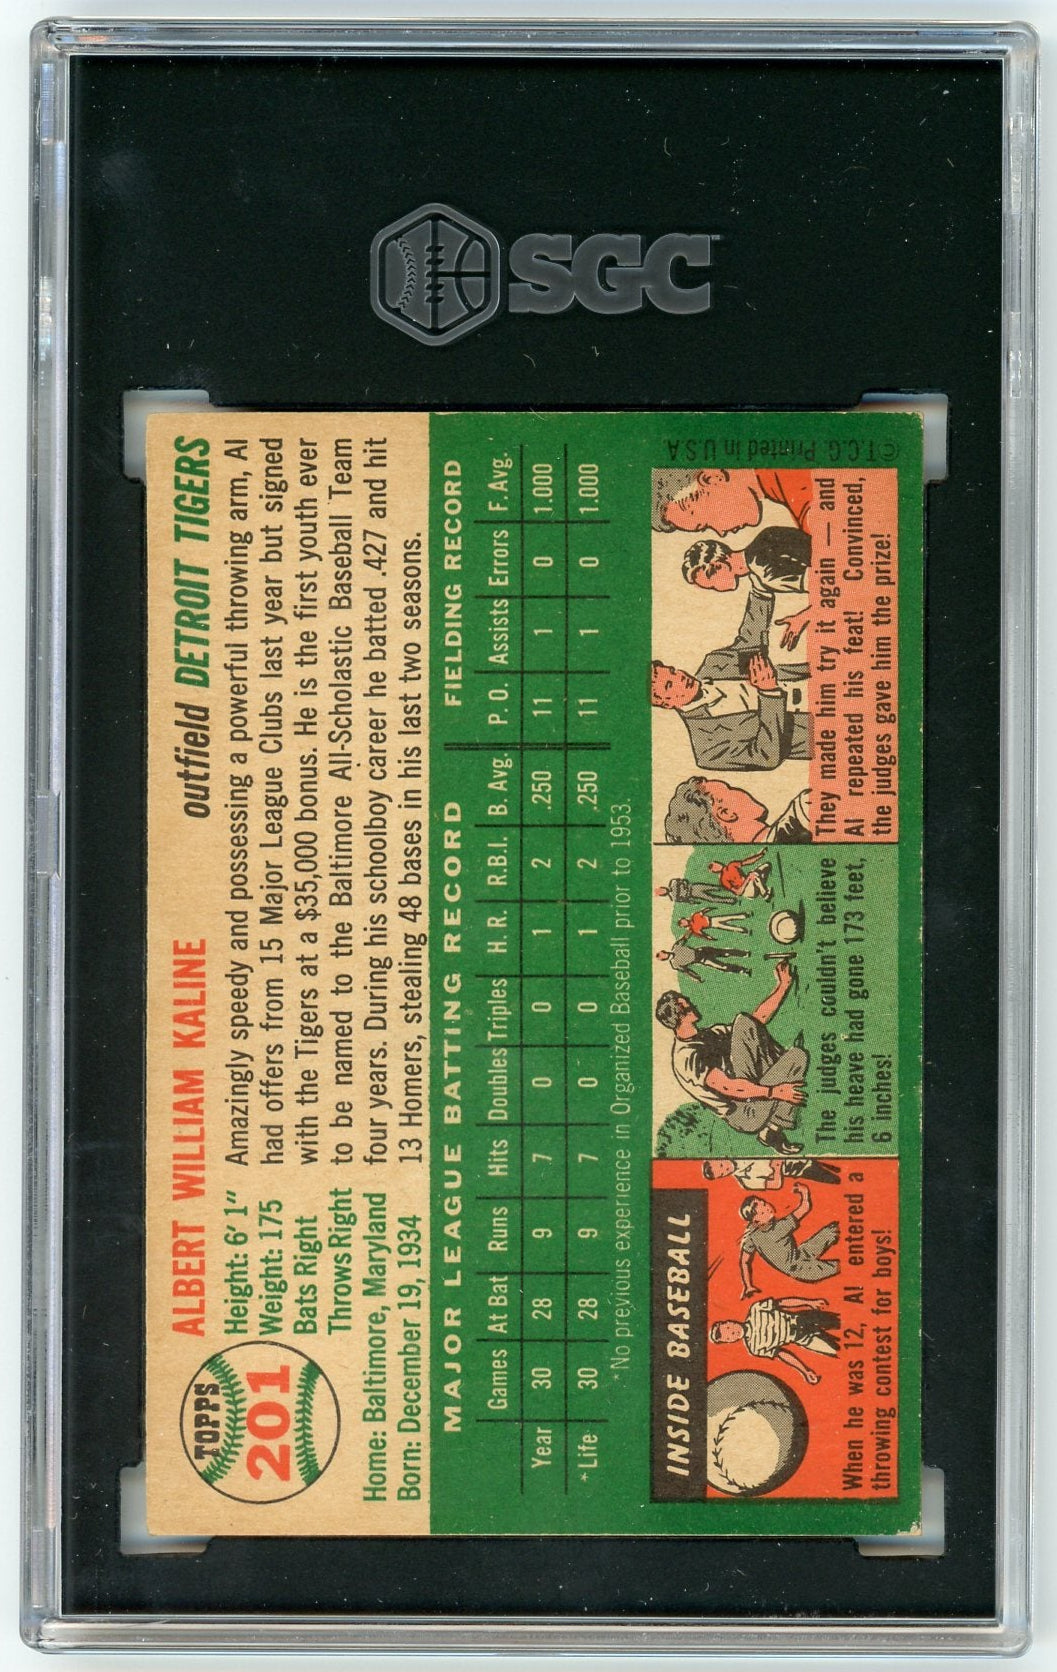 SGC
TOPPS
201
ALBERT WILLIAM KALINE
outfield DETROIT TIGERS
Height: 6' 1"
Weight: 175
Bats Right
Throws Right
Home: Baltimore, Maryland
Born: December 19, 1934
Amazingly speedy and possessing a powerful throwing arm, Al
had offers from 15 Major League Clubs last year but signed
with the Tigers at a $35,000 bonus. He is the first youth ever
to be named to the Baltimore All-Scholastic Baseball Team
four years. During his schoolboy career he batted .427 and hit
13 Homers, stealing 48 bases in his last two seasons.
MAJOR LEAGUE BATTING RECORD FIELDING RECORD
Games At Bat Runs Hits Doubles Triples H. R. R.B.I. B. Avg. P. O. Assists Errors F. Avg.
Year 30 28 9 7 0 0 1 2 .250 11 1 0 1.000
*Life 30 28 9 7 0 0 1 2 .250 11 1 0 1.000
*No previous experience in Organized Baseball prior to 1953.
INSIDE BASEBALL
When he was 12, Al entered a
throwing contest for boys!
The judges couldn't believe
his heave had gone 173 feet,
6 inches!
They made him try it again — and
Al repeated his feat! Convinced,
the judges gave him the prize!
©T.C.G. Printed in U.S.A.